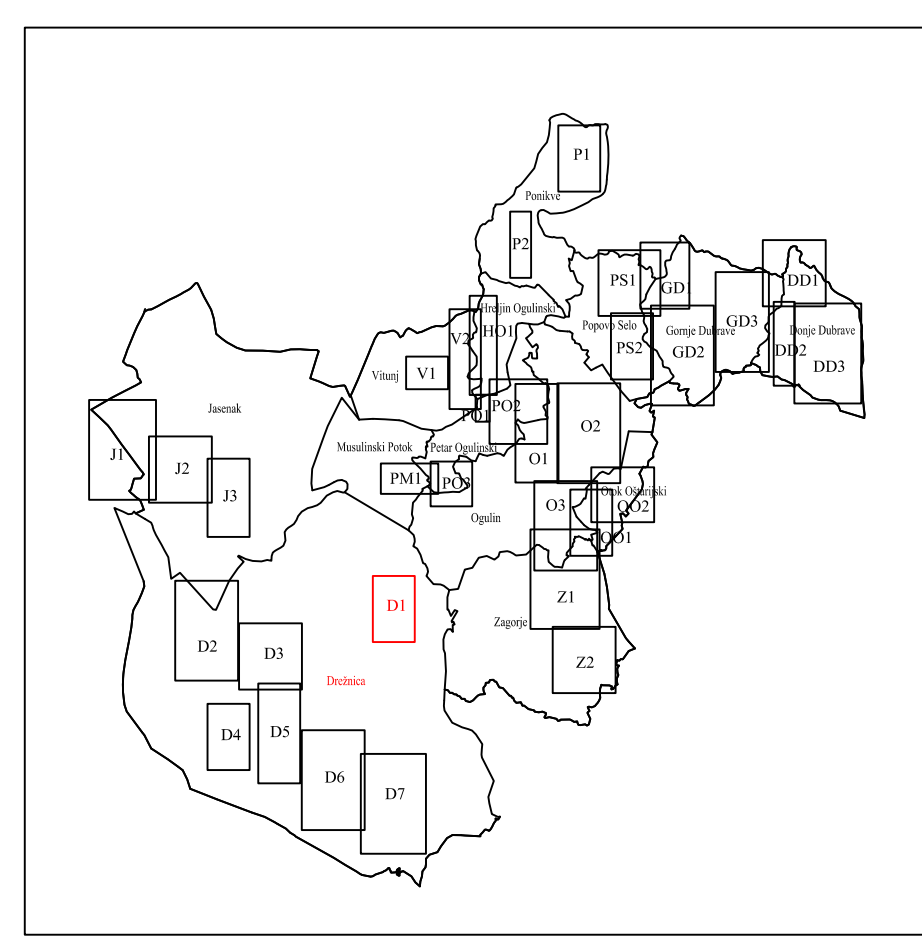 P1
Ponikve
P2
PS1
GD1
DD1
Hreljin Ogulinski
GD3
HO1
Popovo Selo
Gornje Dubrave
Donje Dubrave
V2
PS2
GD2
DD2
DD3
Vitunj
V1
Jasenak
PO1
PO2
O2
Musulinski Potok
Petar Ogulinski
J1
O1
J2
PM1
PO3
Otok Oštarijski
J3
O3
OO2
Ogulin
OO1
D1
Z1
Zagorje
D2
D3
Z2
Drežnica
D4
D5
D6
D7